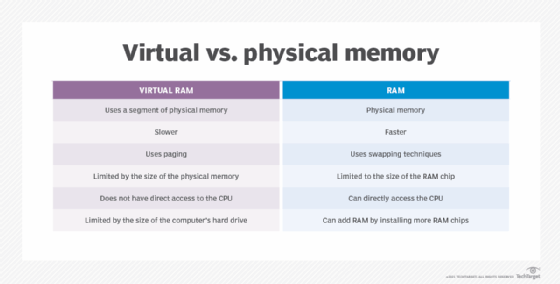 Virtual vs. physical memory
VIRTUAL RAM RAM
Uses a segment of physical memory Physical memory
Slower Faster
Uses paging Uses swapping techniques
Limited by the size of the physical memory Limited to the size of the RAM chip
Does not have direct access to the CPU Can directly access the CPU
Limited by the size of the computer's hard drive Can add RAM by installing more RAM chips
TechTarget